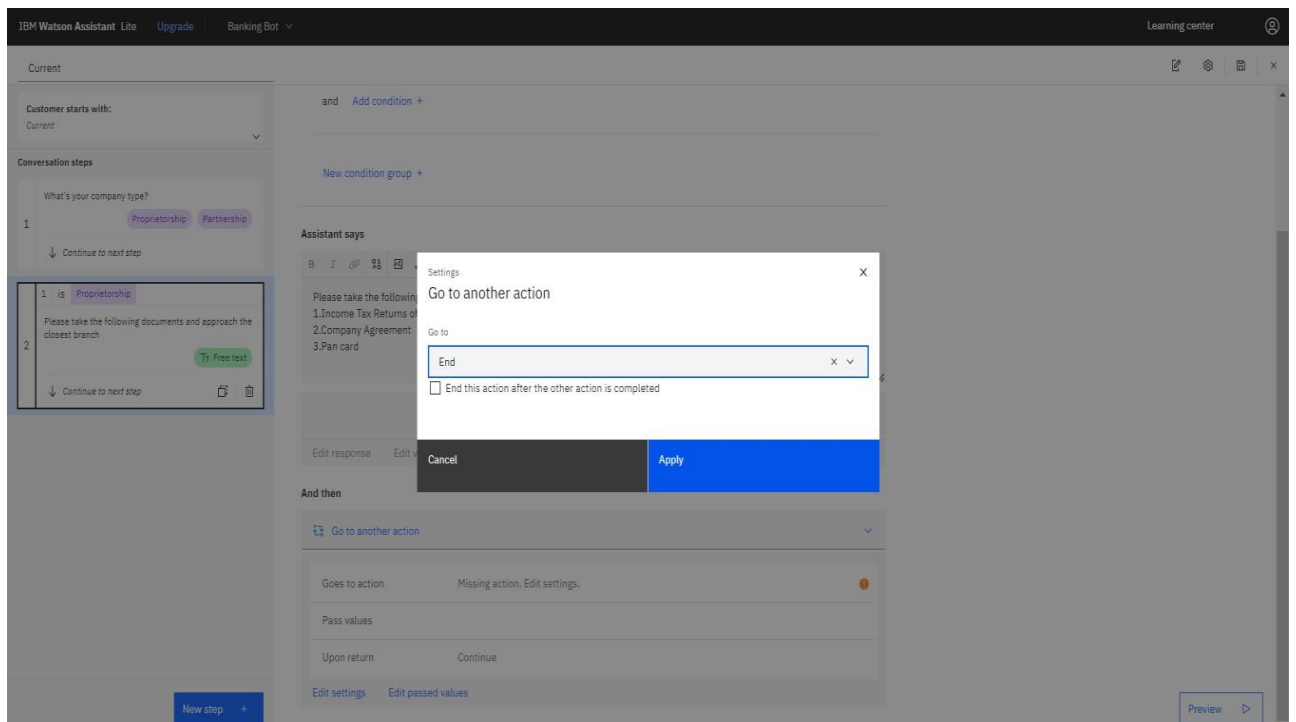 IBM Watson Assistant Lite Upgrade Banking Bot Learning center
Current
Customer starts with:
Current
Conversation steps
1
What's your company type?
Proprietorship Partnership
Continue to next step
2
1 is Proprietorship
Please take the following documents and approach the
closest branch
Free text
Continue to next step
New step +
and Add condition +
New condition group +
Assistant says
B I
Please take the following
1.Income Tax Returns of
2.Company Agreement
3.Pan card
Edit response Edit v
And then
Go to another action
Goes to action Missing action. Edit settings.
Pass values
Upon return Continue
Edit settings Edit passed values
Settings
Go to another action
Go to
End
End this action after the other action is completed
Cancel Apply
Preview